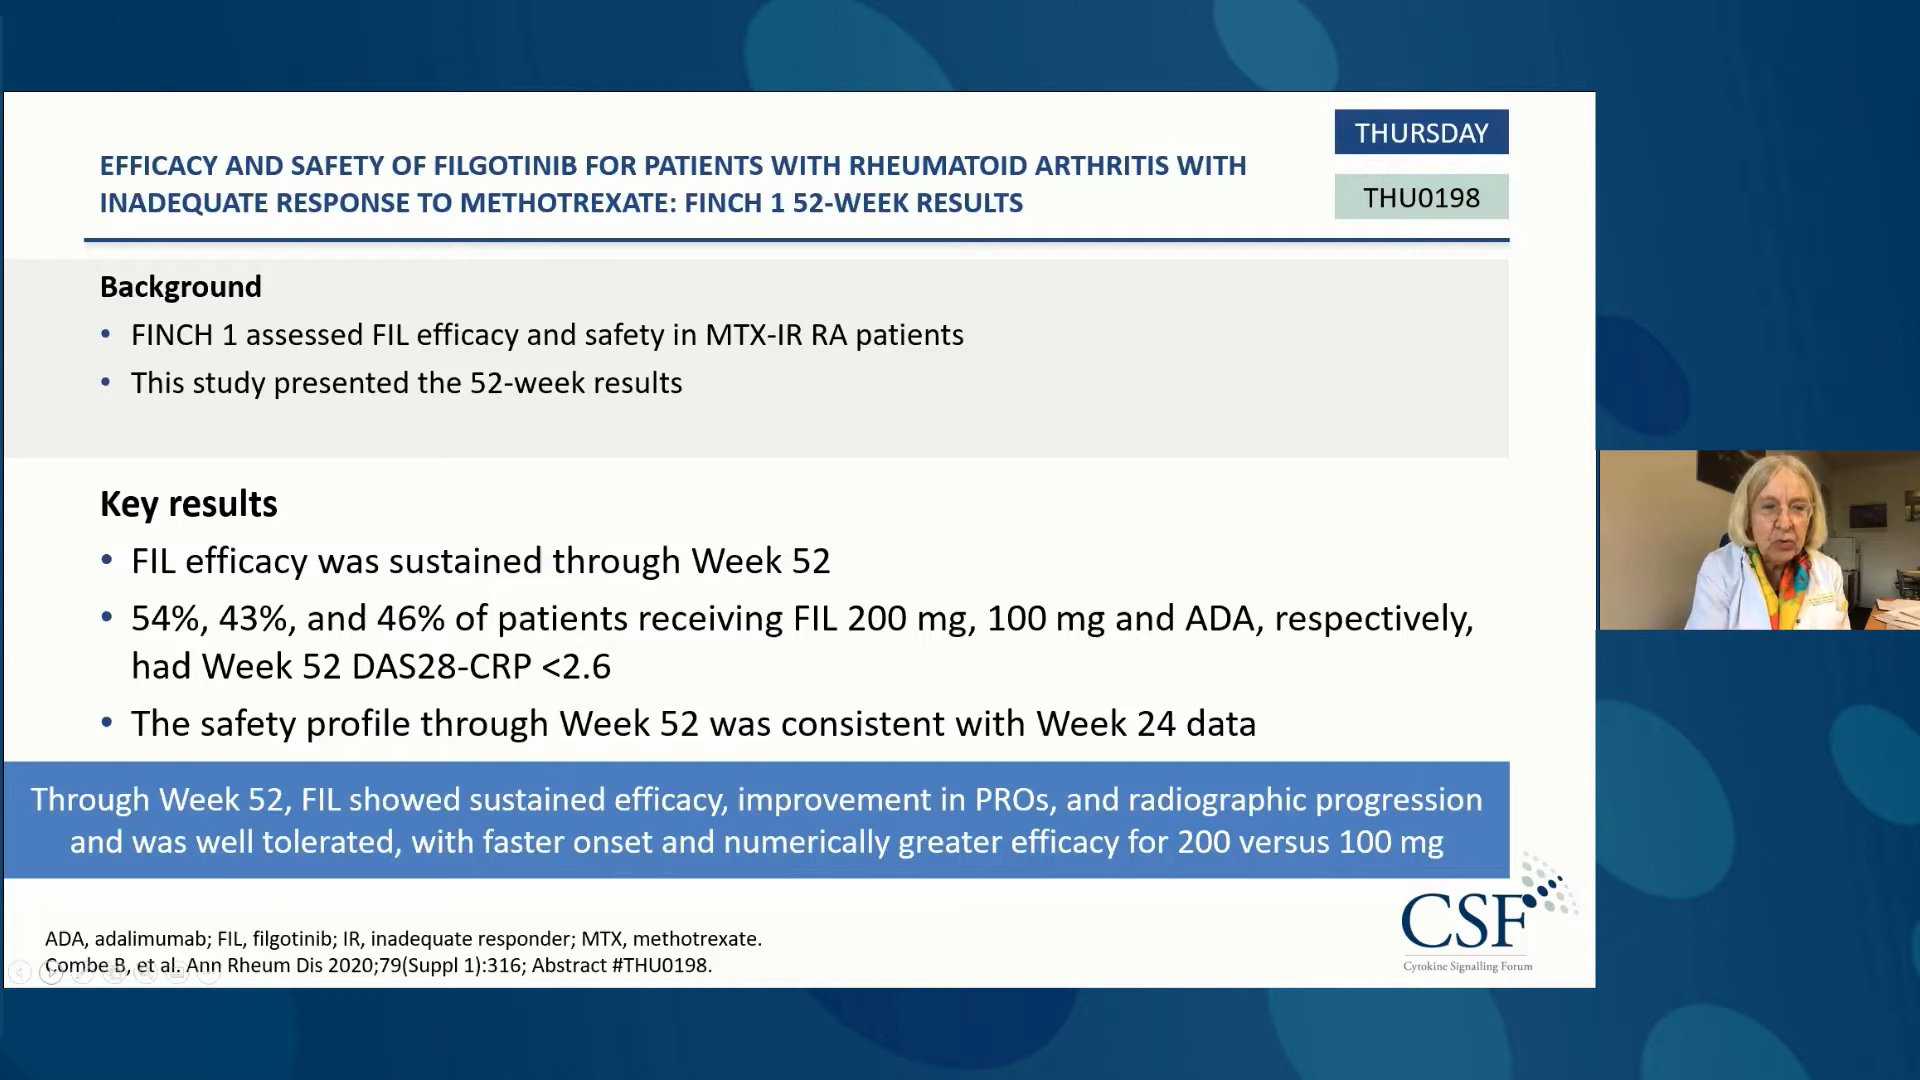 THURSDAY
EFFICACY AND SAFETY OF FILGOTINIB FOR PATIENTS WITH RHEUMATOID ARTHRITIS WITH
INADEQUATE RESPONSE TO METHOTREXATE: FINCH 1 52-WEEK RESULTS
THU0198
Background
• FINCH 1 assessed FIL efficacy and safety in MTX-IR RA patients
• This study presented the 52-week results
Key results
• FIL efficacy was sustained through Week 52
• 54%, 43%, and 46% of patients receiving FIL 200 mg, 100 mg and ADA, respectively,
had Week 52 DAS28-CRP <2.6
• The safety profile through Week 52 was consistent with Week 24 data
Through Week 52, FIL showed sustained efficacy, improvement in PROs, and radiographic progression
and was well tolerated, with faster onset and numerically greater efficacy for 200 versus 100 mg
CSF
Cytokine Signalling Forum
ADA, adalimumab; FIL, filgotinib; IR, inadequate responder; MTX, methotrexate.
Combe B, et al. Ann Rheum Dis 2020;79(Suppl 1):316; Abstract #THU0198.